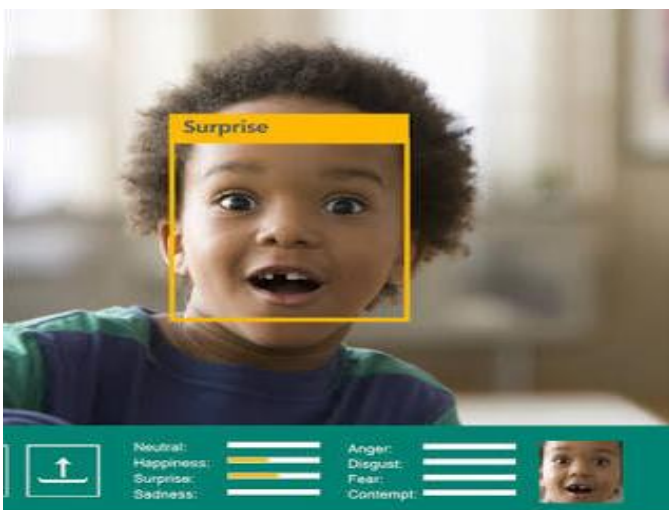 Surprise
Neutral:
Happiness:
Surprise:
Sadness:
Anger:
Disgust:
Fear:
Contempt: